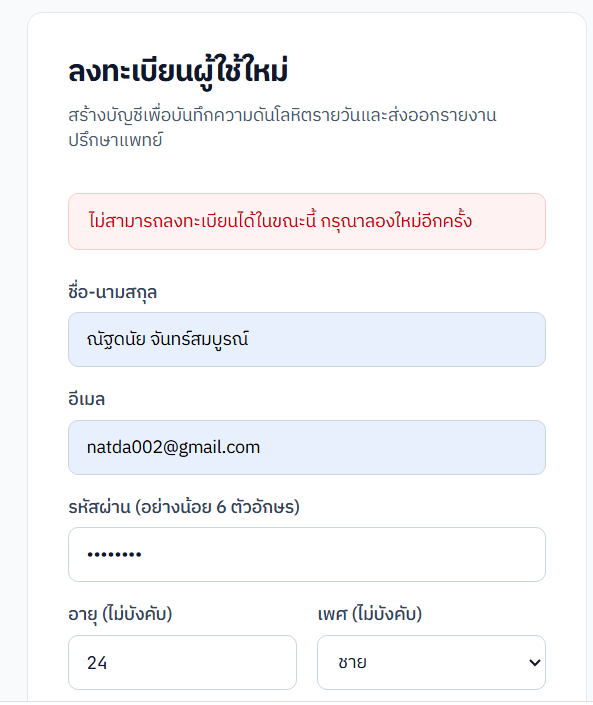 ลงทะเบียนผู้ใช้ใหม่
สร้างบัญชีเพื่อบันทึกความดันโลหิตรายวันและส่งออกรายงาน
ปรึกษาแพทย์
ไม่สามารถลงทะเบียนได้ในขณะนี้ กรุณาลองใหม่อีกครั้ง
ชื่อ-นามสกุล
ณัฐดนัย จันทร์สมบูรณ์
อีเมล
natda002@gmail.com
รหัสผ่าน (อย่างน้อย 6 ตัวอักษร)
••••••••
อายุ (ไม่บังคับ) เพศ (ไม่บังคับ)
24 ชาย